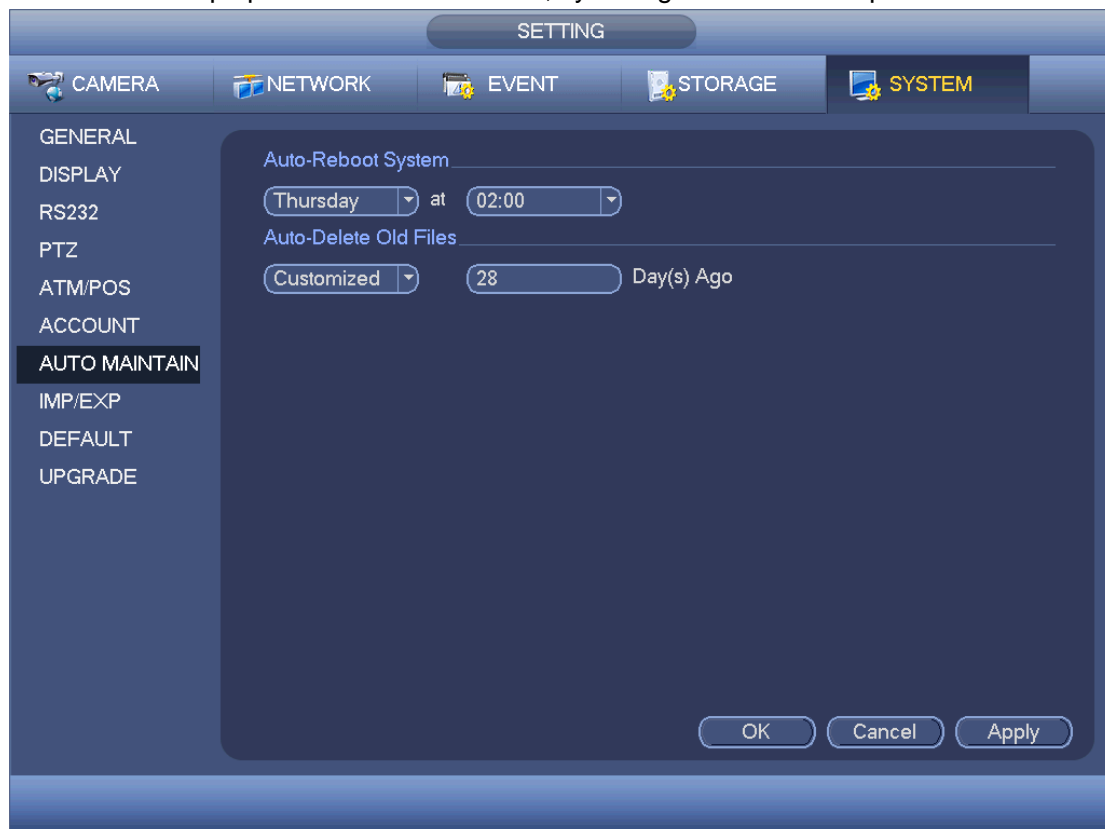 SETTING
CAMERA NETWORK EVENT STORAGE SYSTEM
GENERAL
DISPLAY
RS232
PTZ
ATM/POS
ACCOUNT
AUTO MAINTAIN
IMP/EXP
DEFAULT
UPGRADE
Auto-Reboot System
Thursday at 02:00
Auto-Delete Old Files
Customized 28 Day(s) Ago
OK Cancel Apply